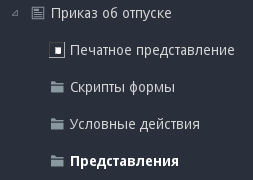 Приказ об отпуске
Печатное представление
Скрипты формы
Условные действия
Представления